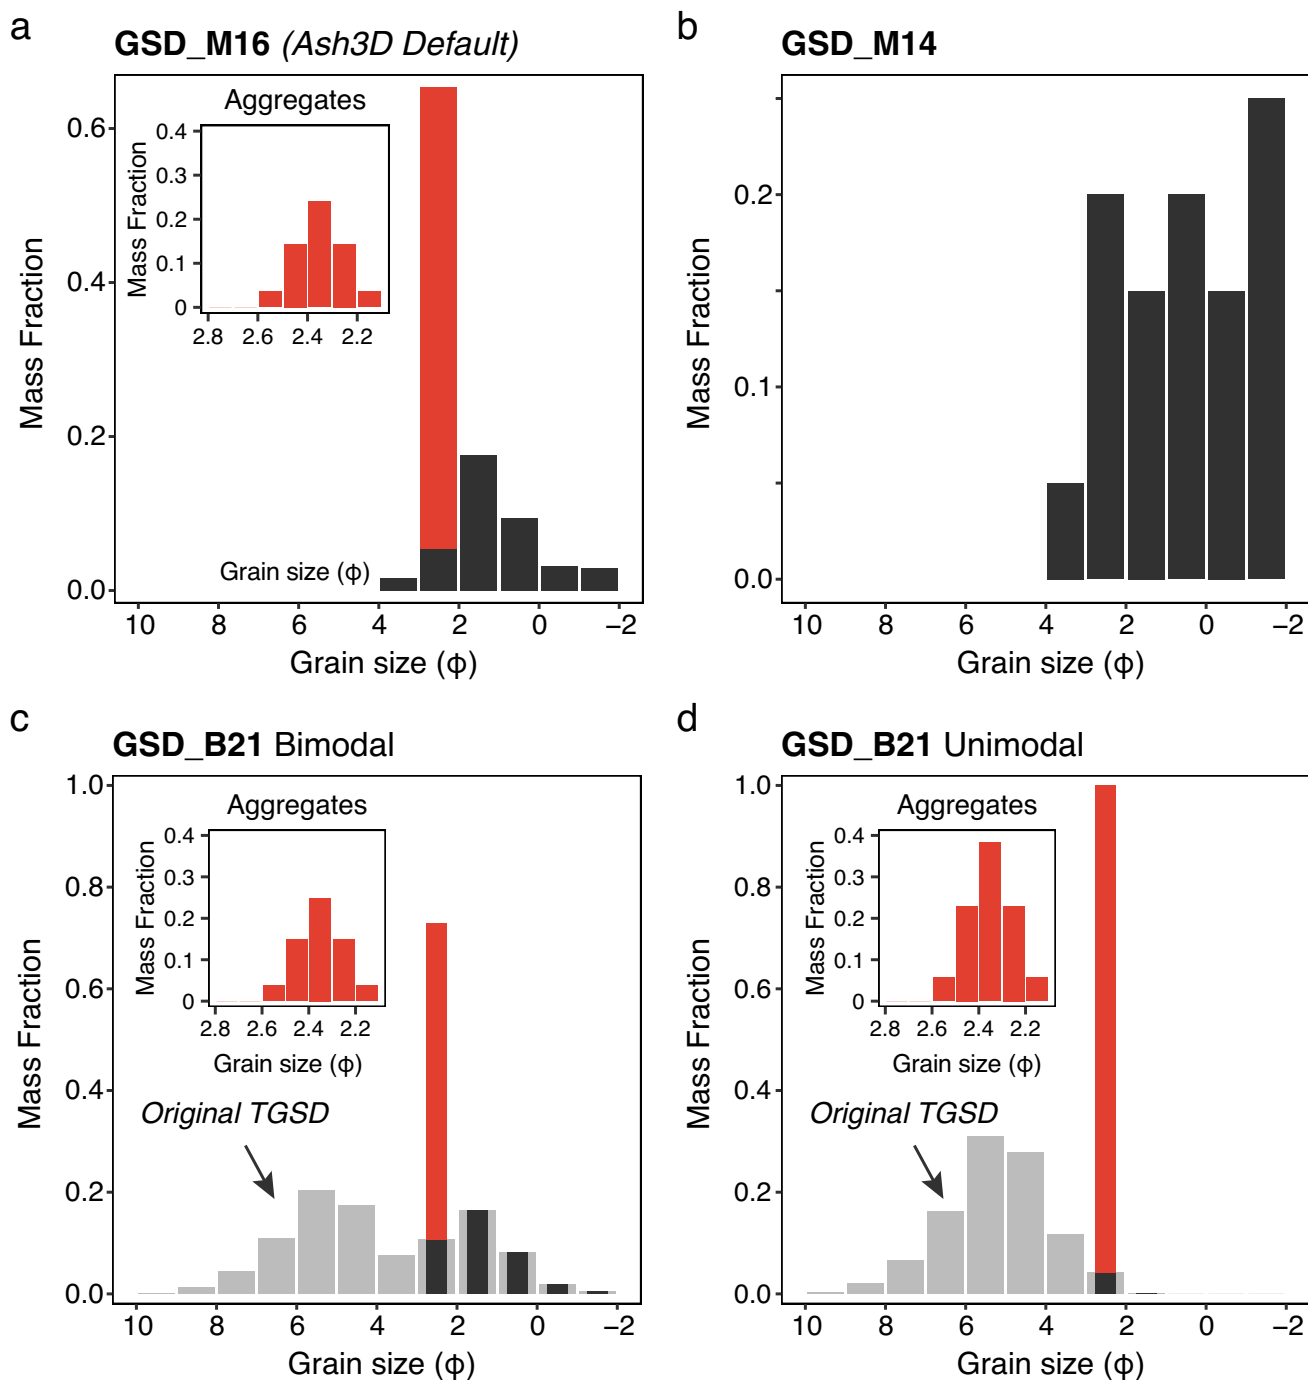 a
GSD_M16 (Ash3D Default)
Aggregates
Mass Fraction
0.4
0.3
0.2
0.1
0
2.8 2.6 2.4 2.2
Grain size (ϕ)
Mass Fraction
0.6
0.4
0.2
0.0
10 8 6 4 2 0 −2
Grain size (ϕ)
b
GSD_M14
Mass Fraction
0.2
0.1
0.0
10 8 6 4 2 0 −2
Grain size (ϕ)
c
GSD_B21 Bimodal
Aggregates
Mass Fraction
0.4
0.3
0.2
0.1
0
2.8 2.6 2.4 2.2
Grain size (ϕ)
Original TGSD
Mass Fraction
1.0
0.8
0.6
0.4
0.2
0.0
10 8 6 4 2 0 −2
Grain size (ϕ)
d
GSD_B21 Unimodal
Aggregates
Mass Fraction
0.4
0.3
0.2
0.1
0
2.8 2.6 2.4 2.2
Grain size (ϕ)
Original TGSD
Mass Fraction
1.0
0.8
0.6
0.4
0.2
0.0
10 8 6 4 2 0 −2
Grain size (ϕ)